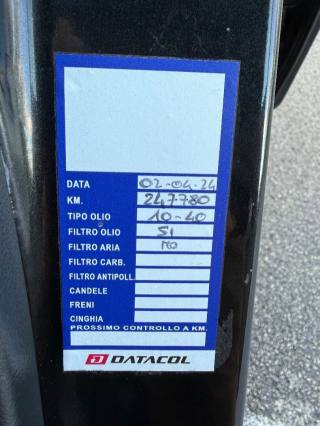 DATA 02-04-24
KM. 247780
TIPO OLIO 10-40
FILTRO OLIO SI
FILTRO ARIA NO
FILTRO CARB.
FILTRO ANTIPOLL.
CANDELE
FRENI
CINGHIA
PROSSIMO CONTROLLO A KM.
DATACOL